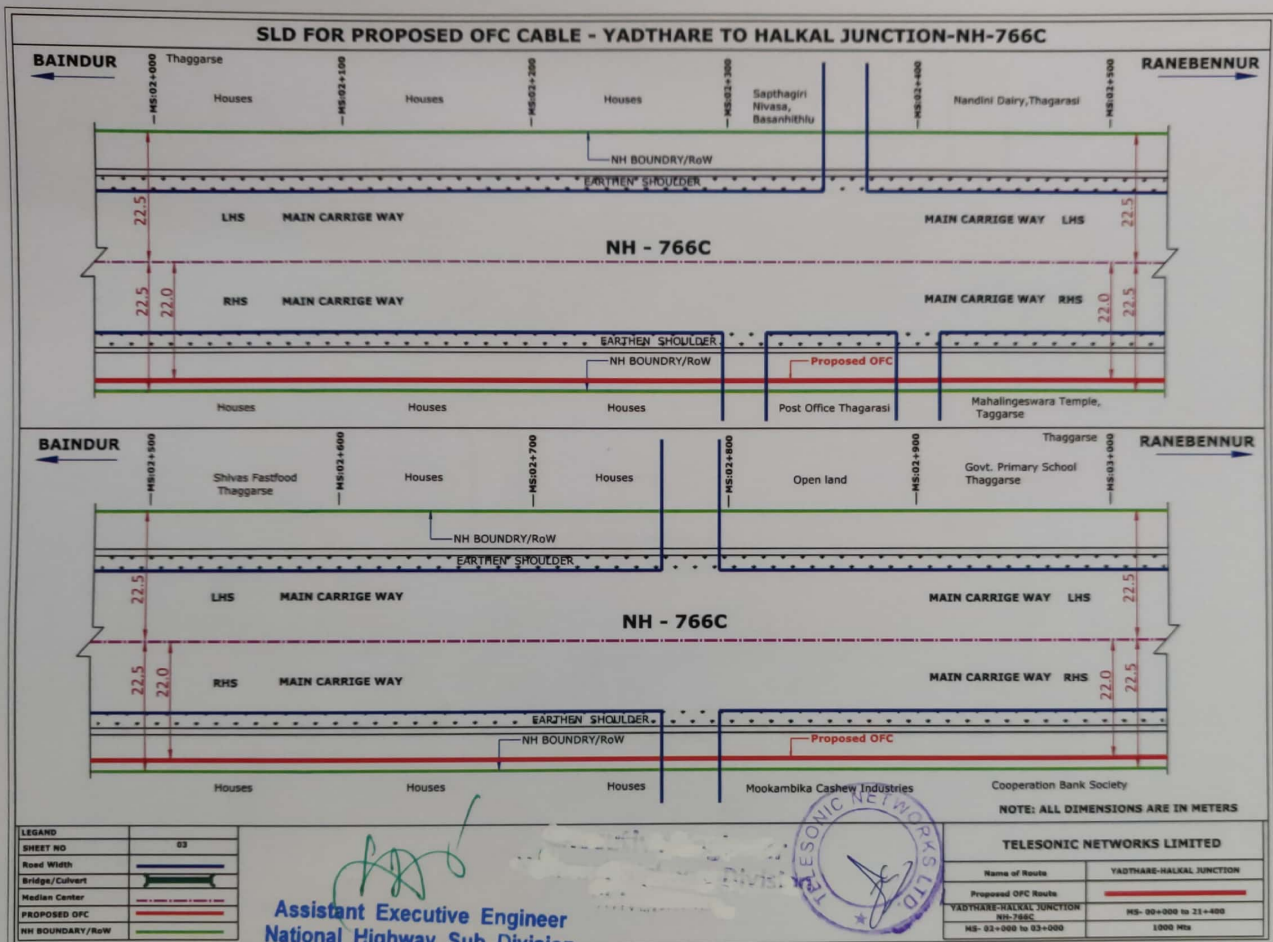 SLD FOR PROPOSED OFC CABLE - YADTHARE TO HALKAL JUNCTION-NH-766C
BAINDUR
RANEBENNUR
Thaggarse
MS:02+000
MS:02+100
MS:02+200
MS:02+300
MS:02+400
MS:02+500
Houses
Houses
Houses
Sapthagiri
Nivasa,
Basanhithlu
Nandini Dairy,Thagarasi
NH BOUNDRY/RoW
EARTHEN SHOULDER
22.5
LHS MAIN CARRIGE WAY
MAIN CARRIGE WAY LHS
22.5
NH - 766C
22.5
22.0
RHS MAIN CARRIGE WAY
MAIN CARRIGE WAY RHS
22.0
22.5
EARTHEN SHOULDER
NH BOUNDRY/RoW
Proposed OFC
Houses
Houses
Houses
Post Office Thagarasi
Mahalingeswara Temple,
Taggarse
BAINDUR
RANEBENNUR
Thaggarse
MS:02+500
MS:02+600
MS:02+700
MS:02+800
MS:02+900
MS:03+000
Shivas Fastfood
Thaggarse
Houses
Houses
Open land
Govt. Primary School
Thaggarse
NH BOUNDRY/RoW
EARTHEN SHOULDER
22.5
LHS MAIN CARRIGE WAY
MAIN CARRIGE WAY LHS
22.5
NH - 766C
22.5
22.0
RHS MAIN CARRIGE WAY
MAIN CARRIGE WAY RHS
22.0
22.5
EARTHEN SHOULDER
NH BOUNDRY/RoW
Proposed OFC
Houses
Houses
Houses
Mookambika Cashew Industries
Cooperation Bank Society
NOTE: ALL DIMENSIONS ARE IN METERS
LEGAND
SHEET NO 03
Road Width
Bridge/Culvert
Median Center
PROPOSED OFC
NH BOUNDARY/RoW
Assistant Executive Engineer
National Highway Sub Division
TELESONIC NETWORKS LTD.
TELESONIC NETWORKS LIMITED
Name of Route YADTHARE-HALKAL JUNCTION
Proposed OFC Route
YADTHARE-HALKAL JUNCTION
NH-766C
MS- 00+000 to 21+400
MS- 02+000 to 03+000
1000 Mts